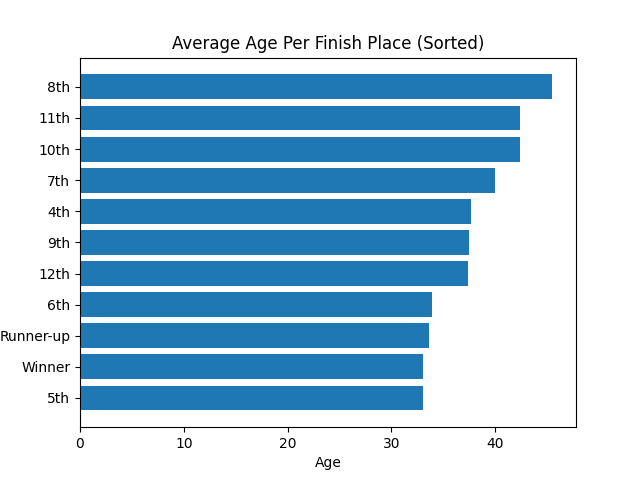 Average Age Per Finish Place (Sorted)
8th
11th
10th
7th
4th
9th
12th
6th
Runner-up
Winner
5th
0 10 20 30 40
Age